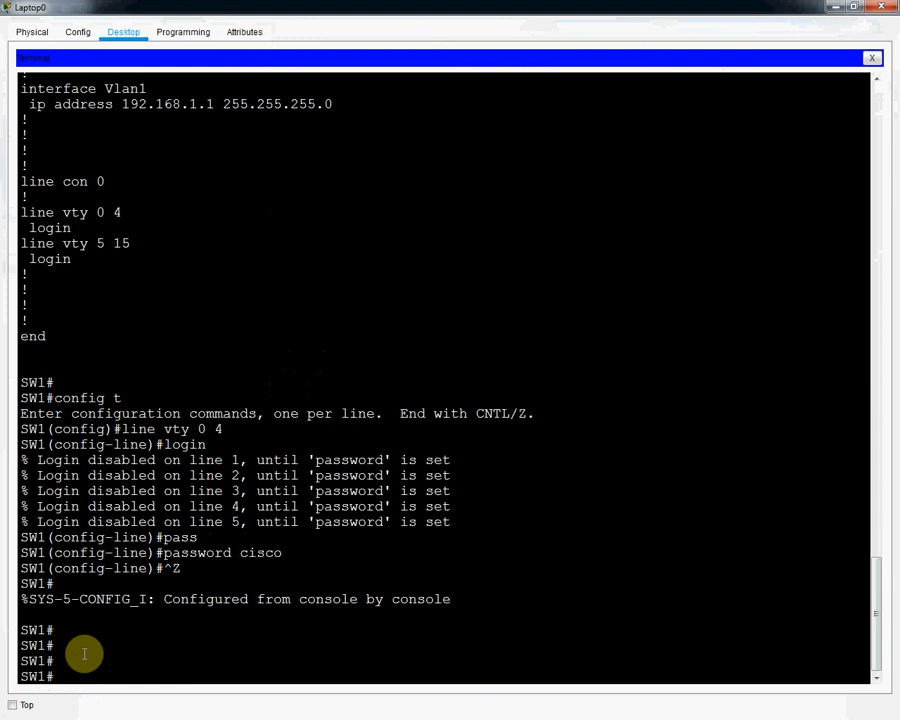 Laptop0
Physical Config Desktop Programming Attributes
Terminal
X
!
interface Vlan1
 ip address 192.168.1.1 255.255.255.0
!
!
!
!
line con 0
!
line vty 0 4
 login
line vty 5 15
 login
!
!
!
!
end
SW1#
SW1#config t
Enter configuration commands, one per line.  End with CNTL/Z.
SW1(config)#line vty 0 4
SW1(config-line)#login
% Login disabled on line 1, until 'password' is set
% Login disabled on line 2, until 'password' is set
% Login disabled on line 3, until 'password' is set
% Login disabled on line 4, until 'password' is set
% Login disabled on line 5, until 'password' is set
SW1(config-line)#pass
SW1(config-line)#password cisco
SW1(config-line)#^Z
SW1#
%SYS-5-CONFIG_I: Configured from console by console
SW1#
SW1#
SW1#
SW1#
Top